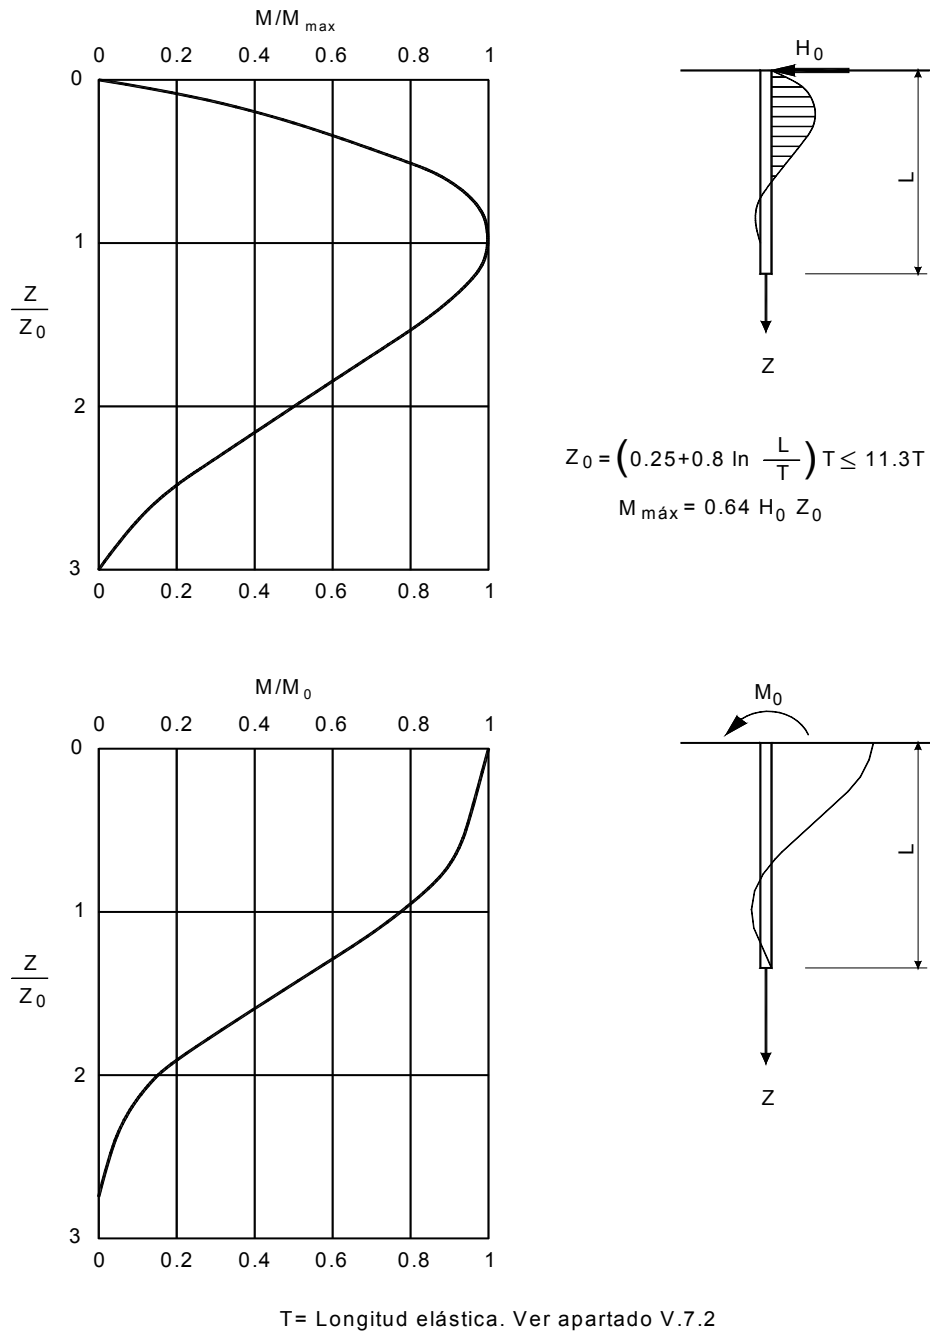 M/M max
0 0.2 0.4 0.6 0.8 1
0
1
2
3
Z
Z0
0 0.2 0.4 0.6 0.8 1
H0
L
Z
Z0 = (0.25+0.8 ln L/T) T ≤ 11.3T
M máx = 0.64 H0 Z0
M/M0
0 0.2 0.4 0.6 0.8 1
0
1
2
3
Z
Z0
0 0.2 0.4 0.6 0.8 1
M0
L
Z
T= Longitud elástica. Ver apartado V.7.2